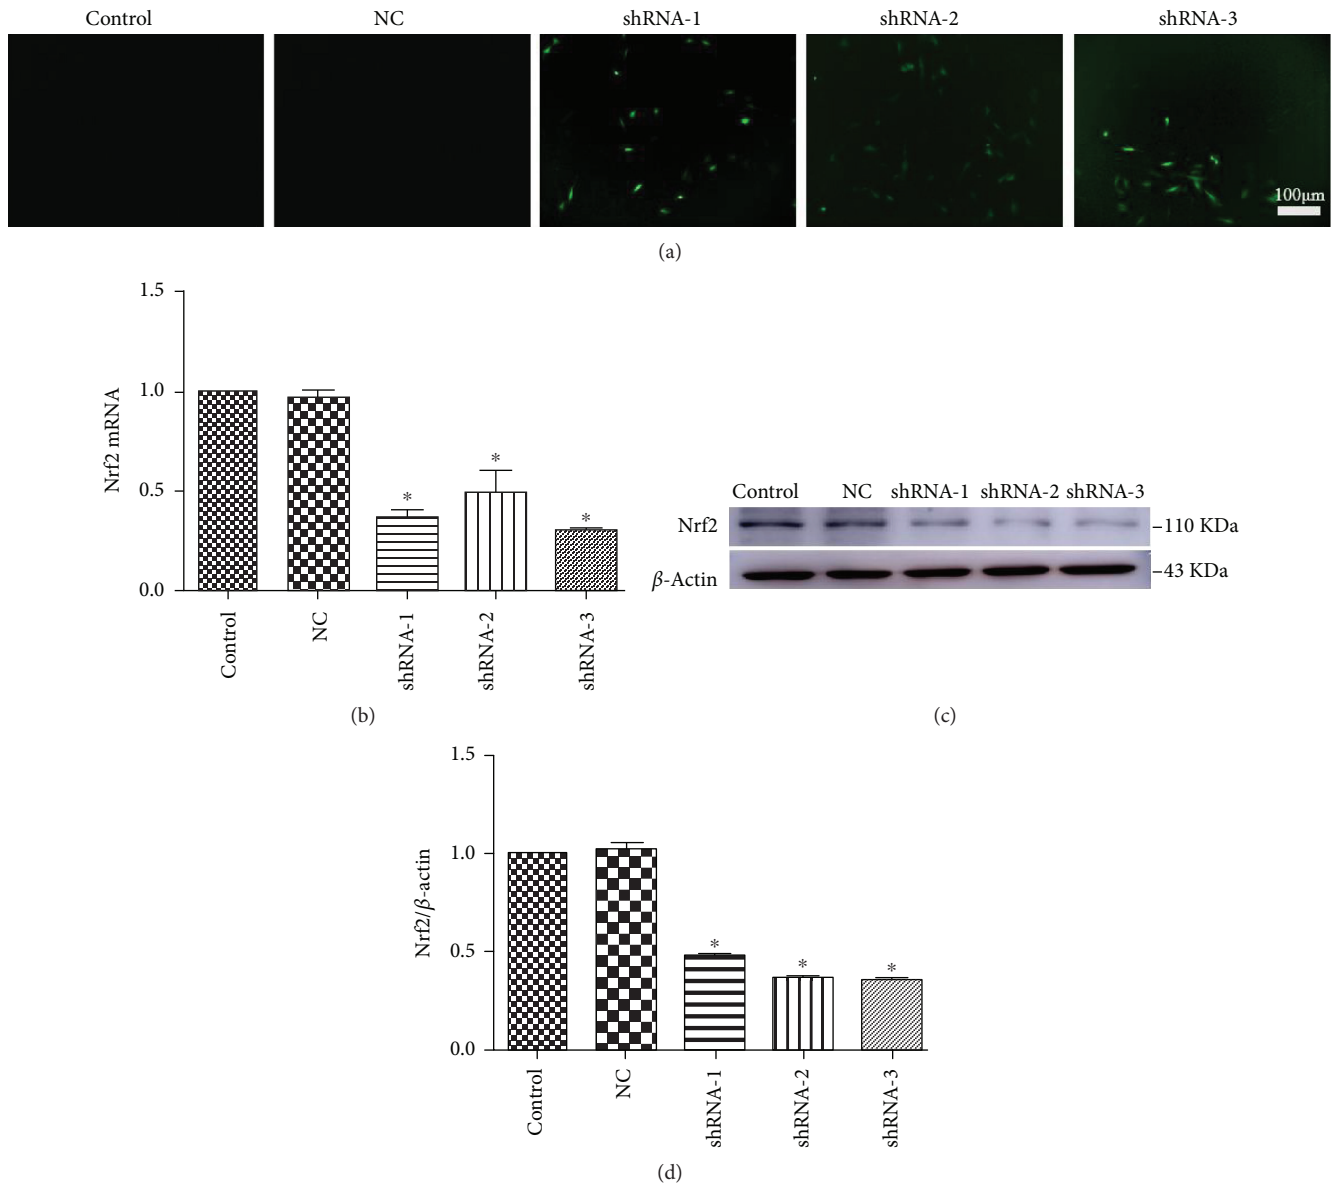 Control NC shRNA-1 shRNA-2 shRNA-3
100μm
(a)
1.5
1.0
0.5
0.0
Nrf2 mRNA
* * *
Control NC shRNA-1 shRNA-2 shRNA-3
(b)
Control NC shRNA-1 shRNA-2 shRNA-3
Nrf2 –110 KDa
β-Actin –43 KDa
(c)
1.5
1.0
0.5
0.0
Nrf2/β-actin
* * *
Control NC shRNA-1 shRNA-2 shRNA-3
(d)